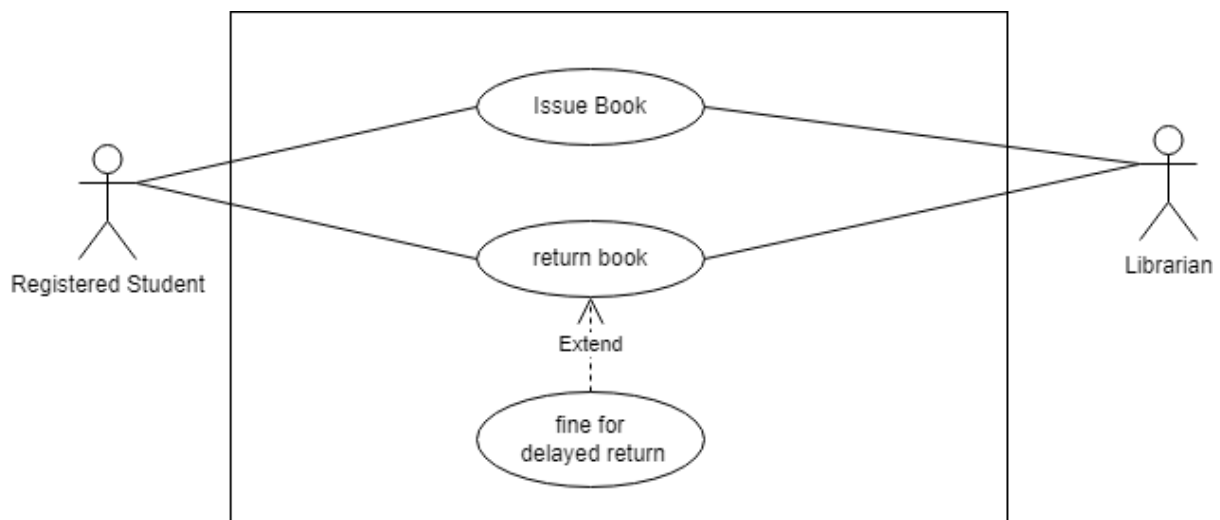 Issue Book
Registered Student
return book
Librarian
Extend
fine for
delayed return